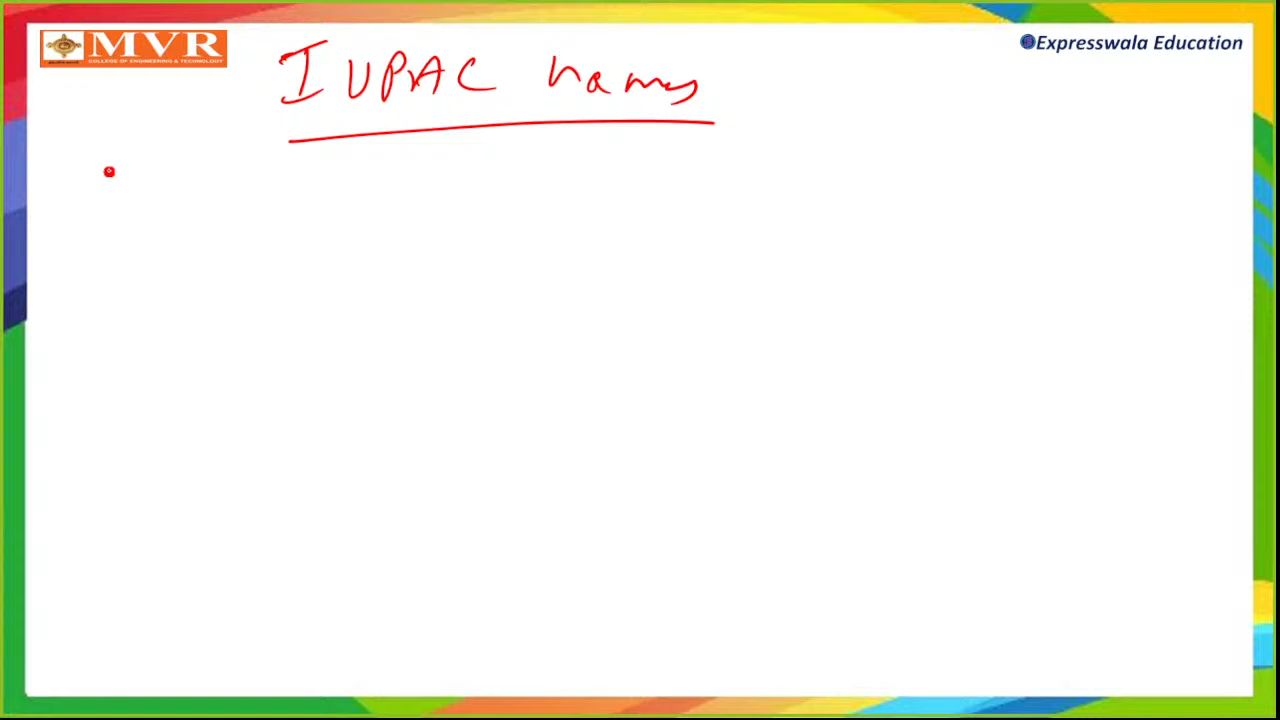 MVR
COLLEGE OF ENGINEERING & TECHNOLOGY
Expresswala Education
IUPAC names